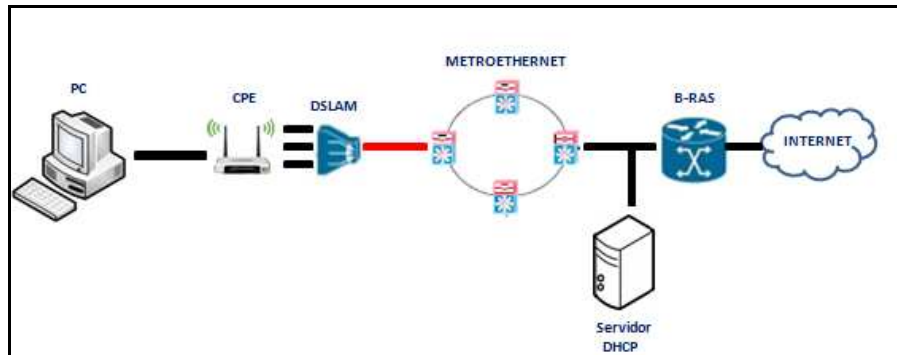 METROETHERNET
PC
CPE
DSLAM
B-RAS
INTERNET
Servidor
DHCP